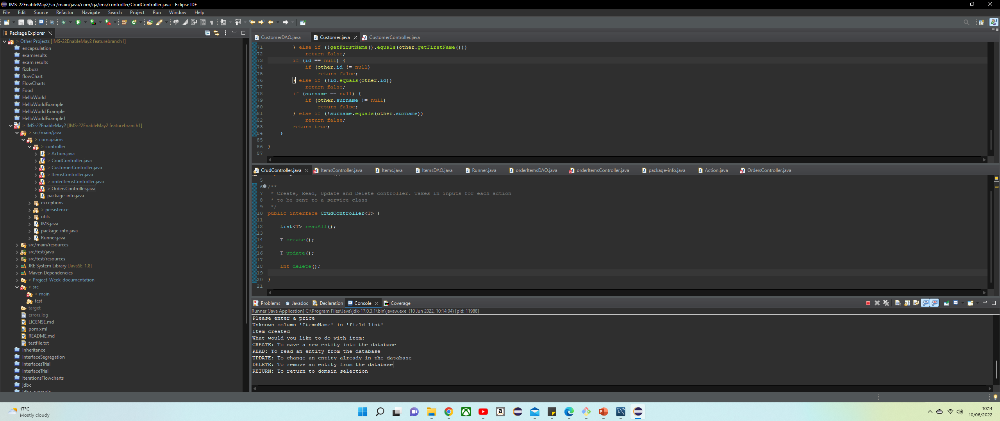 IMS-22EnableMay2/src/main/java/com/qa/ims/controller/CrudController.java - Eclipse IDE
File Edit Source Refactor Navigate Search Project Run Window Help
Package Explorer
> Other Projects [IMS-22EnableMay2 featurebranch1]
encapsulation
examresults
exam results
fizzbuzz
flowChart
FlowCharts
Food
HelloWorld
HelloWorldExample
HelloWorld Example
HelloWorldExample1
> IMS-22EnableMay2 [IMS-22EnableMay2 featurebranch1]
> src/main/java
> com.qa.ims
> controller
> Action.java
> CrudController.java
> CustomerController.java
> ItemsController.java
> orderItemsController.java
> OrdersController.java
package-info.java
exceptions
> persistence
utils
IMS.java
package-info.java
Runner.java
src/main/resources
src/test/java
src/test/resources
JRE System Library [JavaSE-1.8]
Maven Dependencies
> Project-Week-documentation
> src
> main
test
target
errors.log
LICENSE.md
pom.xml
README.md
testfile.txt
Inheritance
InterfaceSegregation
InterfacesTrial
InterfaceTrial
iterationsFlowcharts
jdbc
CustomerDAO.java Customer.java CustomerController.java
71 } else if (!getFirstName().equals(other.getFirstName()))
72 return false;
73 if (id == null) {
74 if (other.id != null)
75 return false;
76 } else if (!id.equals(other.id))
77 return false;
78 if (surname == null) {
79 if (other.surname != null)
80 return false;
81 } else if (!surname.equals(other.surname))
82 return false;
83 return true;
84 }
85
86 }
87
CrudController.java ItemsController.java Items.java ItemsDAO.java Runner.java orderItemsDAO.java orderItemsController.java package-info.java Action.java OrdersController.java
5
6 /**
7 * Create, Read, Update and Delete controller. Takes in inputs for each action
8 * to be sent to a service class
9 */
10 public interface CrudController<T> {
11
12 List<T> readAll();
13
14 T create();
15
16 T update();
17
18 int delete();
19
20 }
21
Problems Javadoc Declaration Console Coverage
Runner [Java Application] C:\Program Files\Java\jdk-17.0.3.1\bin\javaw.exe (10 Jun 2022, 10:14:04) [pid: 11988]
Please enter a price
Unknown column 'ItemsName' in 'field list'
item created
What would you like to do with item:
CREATE: To save a new entity into the database
READ: To read an entity from the database
UPDATE: To change an entity already in the database
DELETE: To remove an entity from the database
RETURN: To return to domain selection
17°C
Mostly cloudy
10:14
10/06/2022